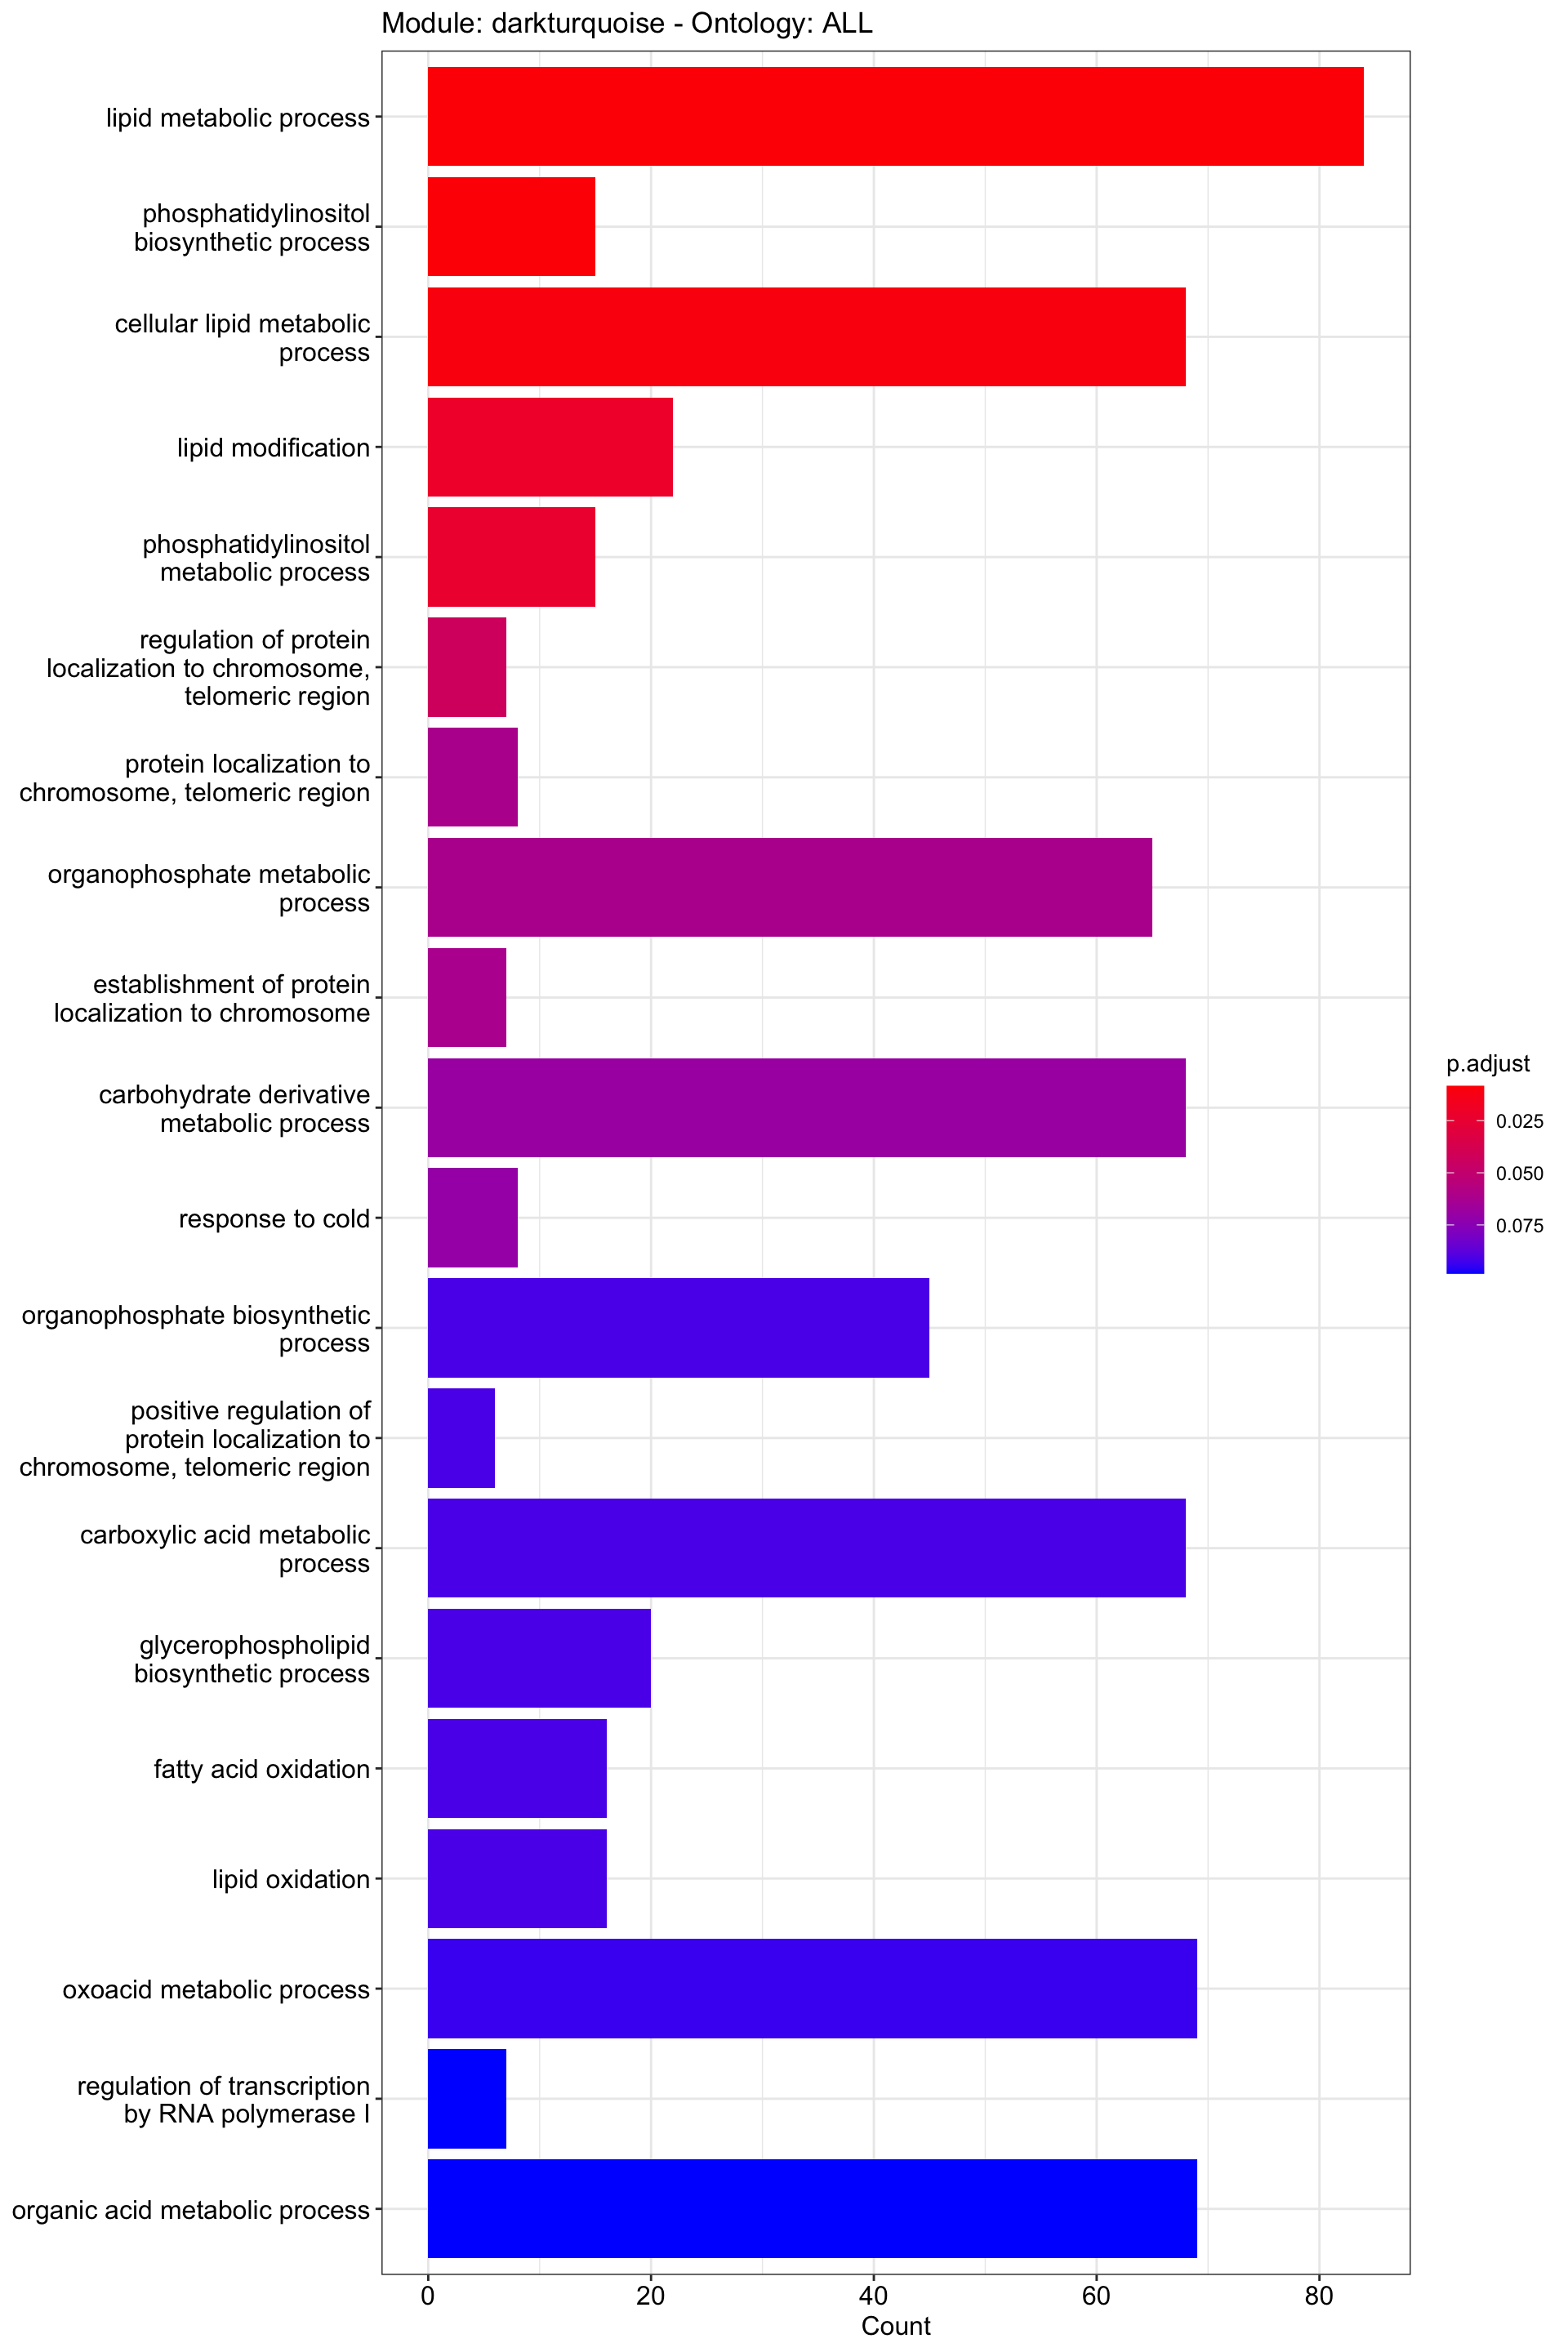 Module: darkturquoise - Ontology: ALL
lipid metabolic process
phosphatidylinositol
biosynthetic process
cellular lipid metabolic
process
lipid modification
phosphatidylinositol
metabolic process
regulation of protein
localization to chromosome,
telomeric region
protein localization to
chromosome, telomeric region
organophosphate metabolic
process
establishment of protein
localization to chromosome
carbohydrate derivative
metabolic process
response to cold
organophosphate biosynthetic
process
positive regulation of
protein localization to
chromosome, telomeric region
carboxylic acid metabolic
process
glycerophospholipid
biosynthetic process
fatty acid oxidation
lipid oxidation
oxoacid metabolic process
regulation of transcription
by RNA polymerase I
organic acid metabolic process
0 20 40 60 80
Count
p.adjust
0.025
0.050
0.075